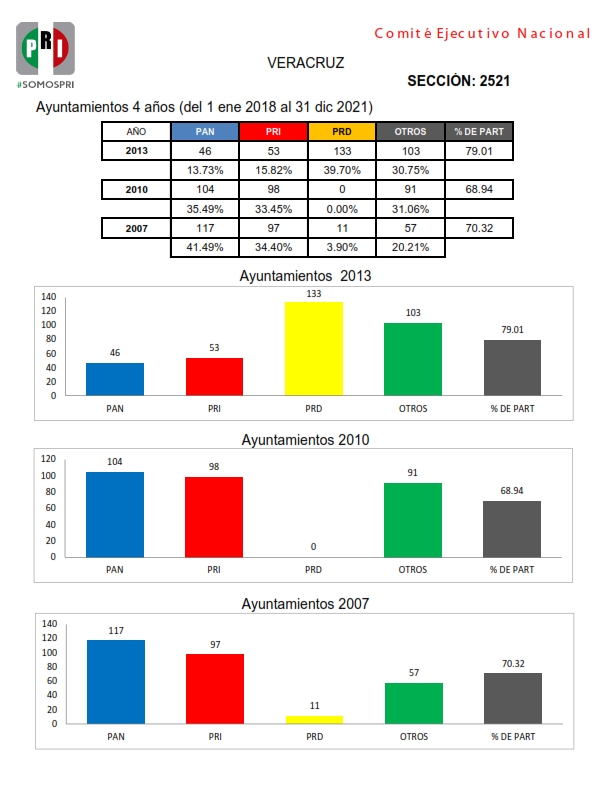 Comité Ejecutivo Nacional
PRI
#SOMOSPRI
VERACRUZ
SECCIÓN: 2521
Ayuntamientos 4 años (del 1 ene 2018 al 31 dic 2021)
AÑO PAN PRI PRD OTROS % DE PART
2013 46 53 133 103 79.01
13.73% 15.82% 39.70% 30.75%
2010 104 98 0 91 68.94
35.49% 33.45% 0.00% 31.06%
2007 117 97 11 57 70.32
41.49% 34.40% 3.90% 20.21%
Ayuntamientos 2013
140
120
100
80
60
40
20
0
46 53 133 103 79.01
PAN PRI PRD OTROS % DE PART
Ayuntamientos 2010
120
100
80
60
40
20
0
104 98 0 91 68.94
PAN PRI PRD OTROS % DE PART
Ayuntamientos 2007
140
120
100
80
60
40
20
0
117 97 11 57 70.32
PAN PRI PRD OTROS % DE PART